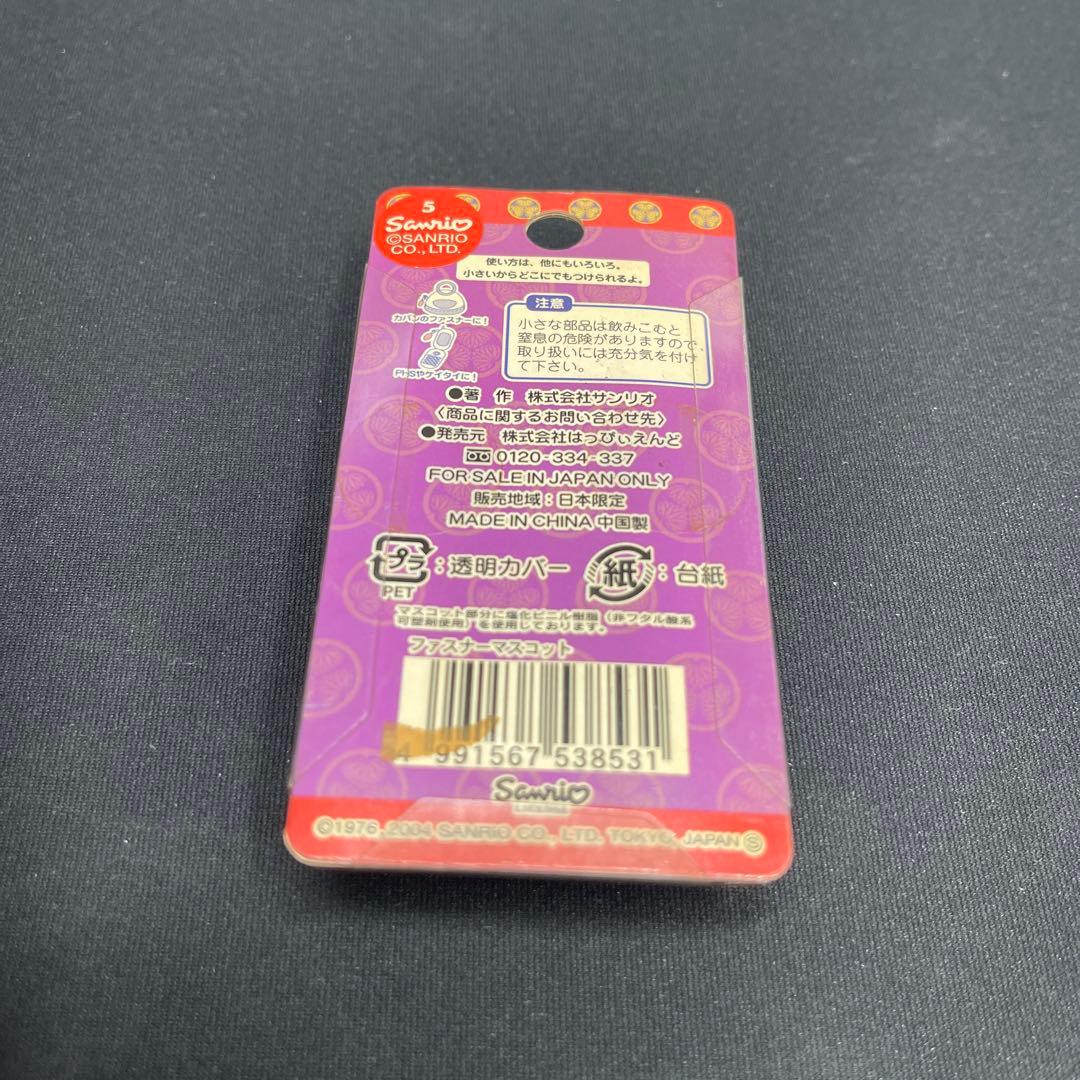 5
Sanrio
©SANRIO
CO., LTD.
使い方は、他にもいろいろ。
小さいからどこにでもつけられるよ。
カバンのファスナーに!
PHSやケイタイに!
注意
小さな部品は飲みこむと
窒息の危険がありますので、
取り扱いには充分気を付け
て下さい。
●著 作 株式会社サンリオ
〈商品に関するお問い合わせ先〉
●発売元 株式会社はっぴぃえんど
0120-334-337
FOR SALE IN JAPAN ONLY
販売地域:日本限定
MADE IN CHINA 中国製
プラ:透明カバー
PET
紙:台紙
マスコット部分に塩化ビニル樹脂(非フタル酸系
可塑剤使用)を使用しております。
ファスナーマスコット
4 991567 538531
Sanrio
©1976, 2004 SANRIO CO., LTD. TOKYO, JAPAN Ⓢ